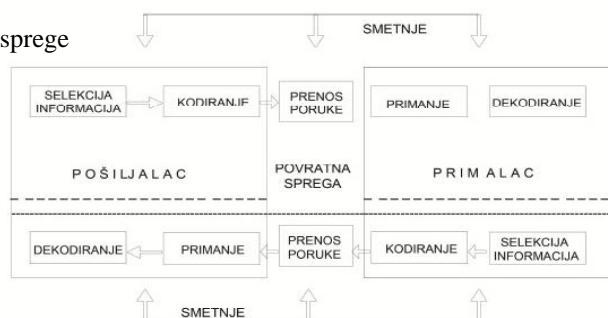 sprege
SMETNJE
SELEKCIJA
INFORMACIJA
KODIRANJE
PRENOS
PORUKE
PRIMANJE
DEKODIRANJE
POŠILJALAC
POVRATNA
SPREGA
PRIMALAC
DEKODIRANJE
PRIMANJE
PRENOS
PORUKE
KODIRANJE
SELEKCIJA
INFORMACIJA
SMETNJE